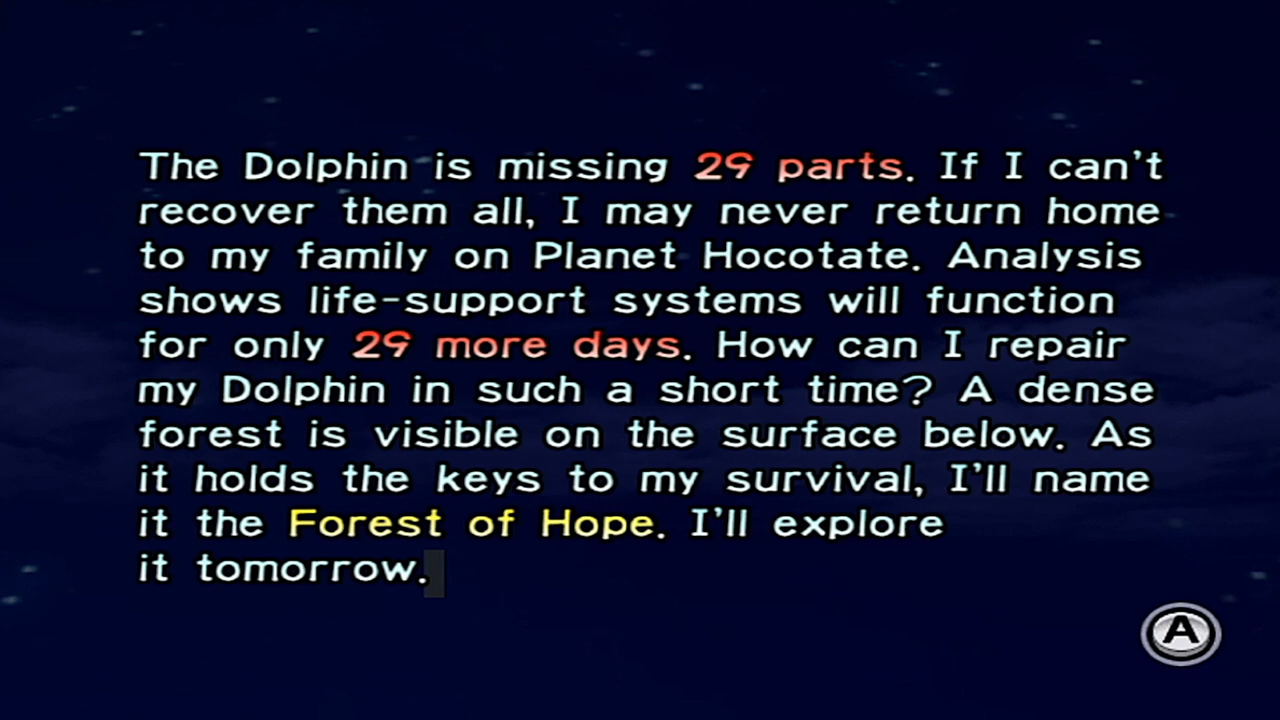 The Dolphin is missing 29 parts. If I can't
recover them all, I may never return home
to my family on Planet Hocotate. Analysis
shows life-support systems will function
for only 29 more days. How can I repair
my Dolphin in such a short time? A dense
forest is visible on the surface below. As
it holds the keys to my survival, I'll name
it the Forest of Hope. I'll explore
it tomorrow.
A